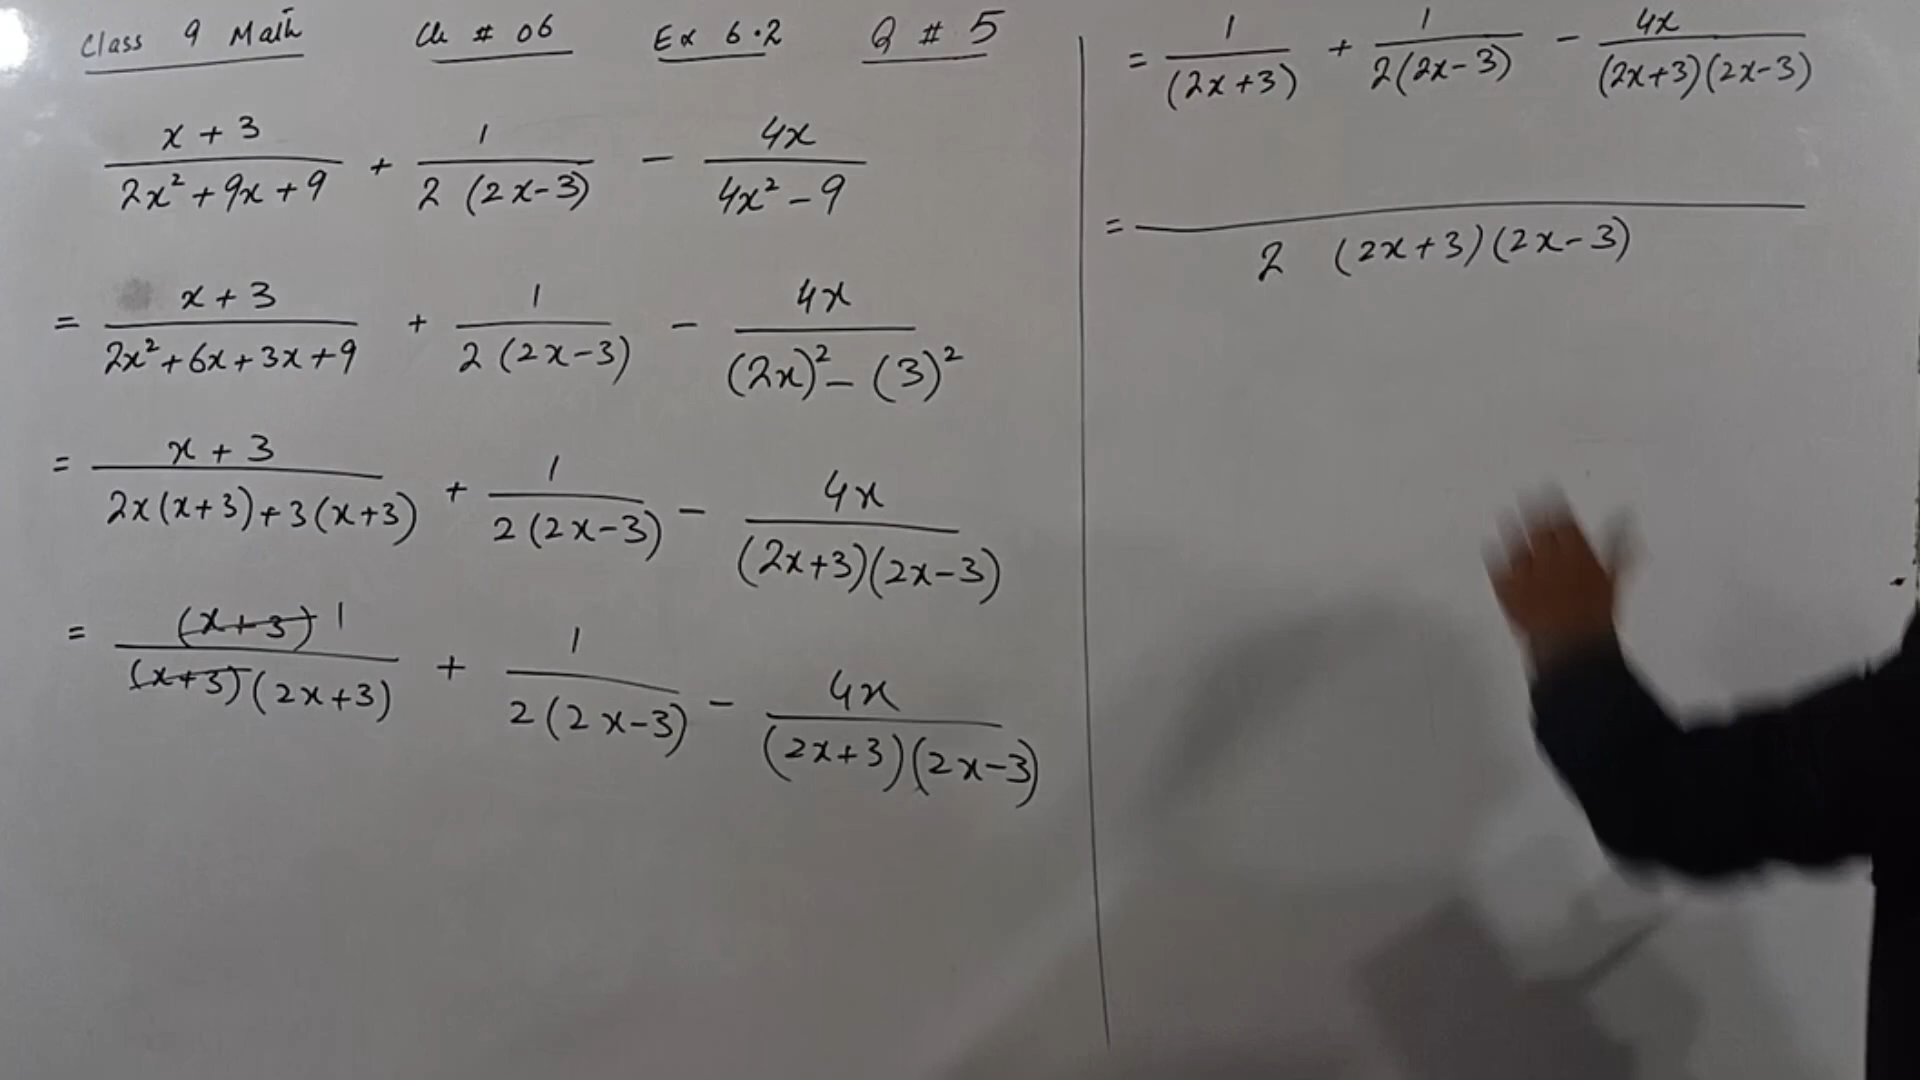 Class 9 Math Ch # 06 Ex 6.2 Q # 5
x + 3 / 2x² + 9x + 9 + 1 / 2 (2x-3) - 4x / 4x² - 9
= x + 3 / 2x² + 6x + 3x + 9 + 1 / 2 (2x-3) - 4x / (2x)² - (3)²
= x + 3 / 2x(x+3) + 3(x+3) + 1 / 2(2x-3) - 4x / (2x+3)(2x-3)
= (x+3) 1 / (x+3)(2x+3) + 1 / 2(2x-3) - 4x / (2x+3)(2x-3)
= 1 / (2x+3) + 1 / 2(2x-3) - 4x / (2x+3)(2x-3)
= / 2 (2x+3)(2x-3)